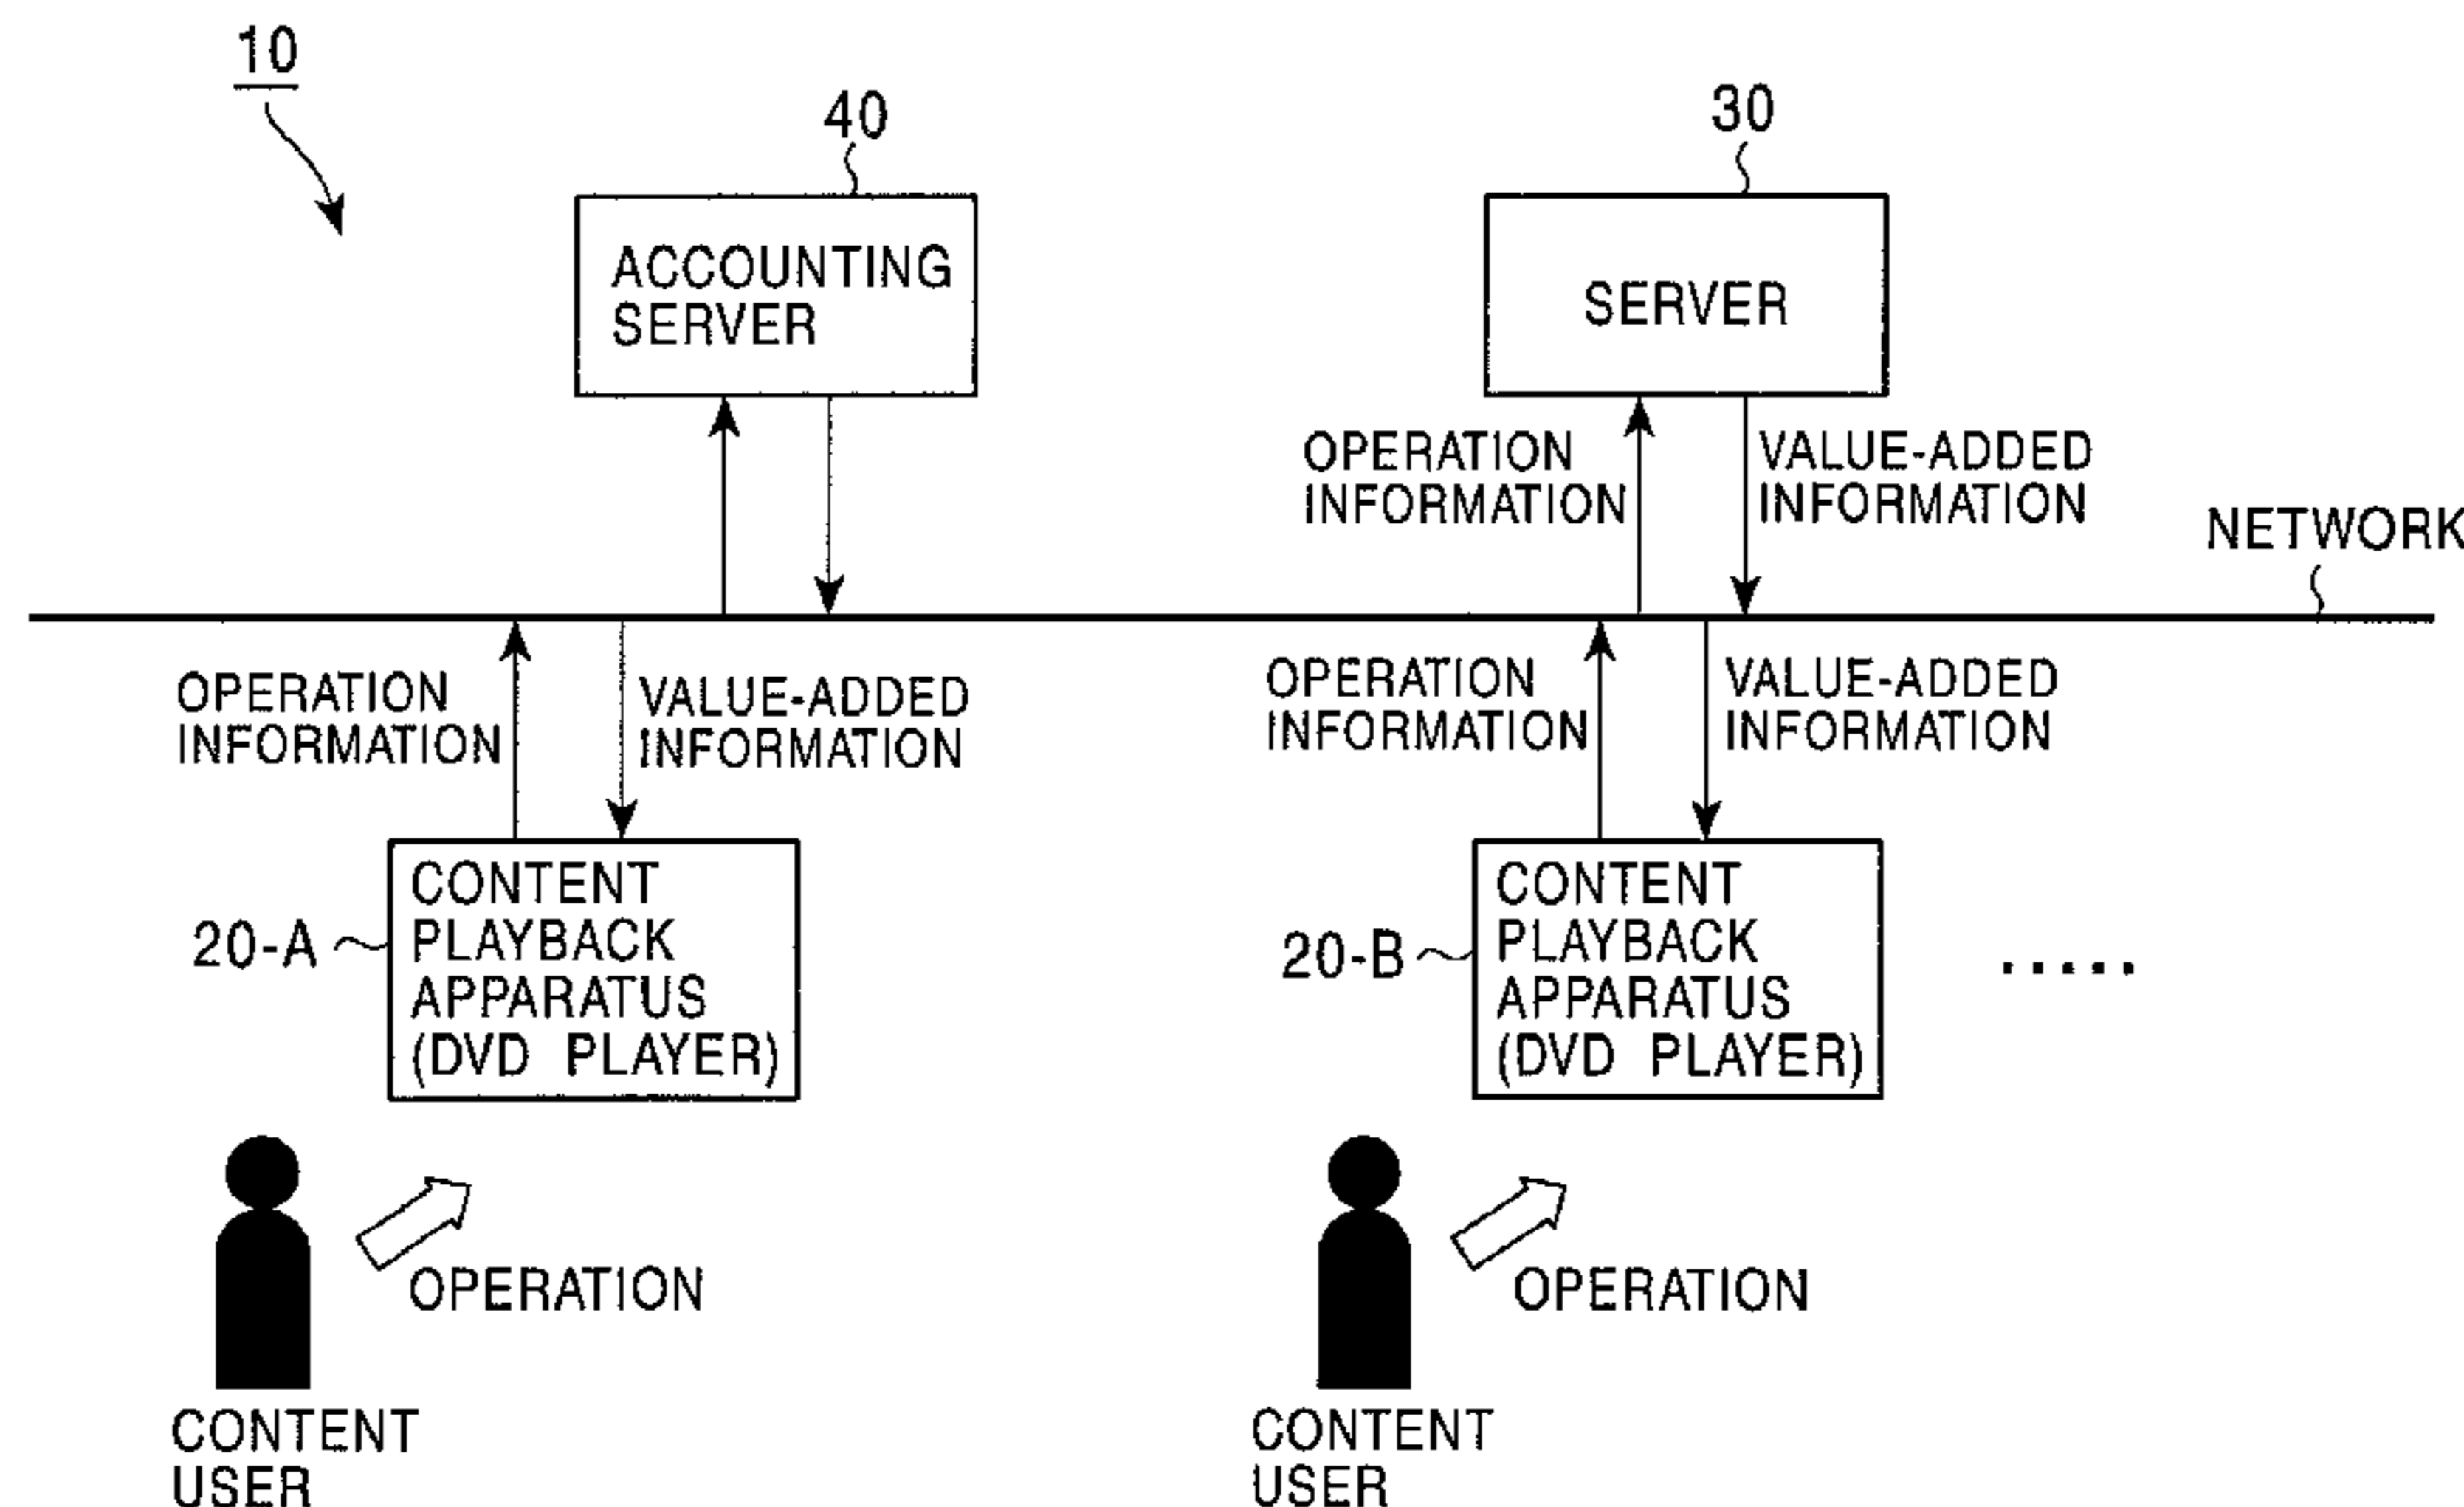 10
40
30
ACCOUNTING
SERVER
SERVER
OPERATION
INFORMATION
VALUE-ADDED
INFORMATION
NETWORK
OPERATION
INFORMATION
VALUE-ADDED
INFORMATION
OPERATION
INFORMATION
VALUE-ADDED
INFORMATION
20-A
CONTENT
PLAYBACK
APPARATUS
(DVD PLAYER)
20-B
CONTENT
PLAYBACK
APPARATUS
(DVD PLAYER)
.....
OPERATION
CONTENT
USER
OPERATION
CONTENT
USER